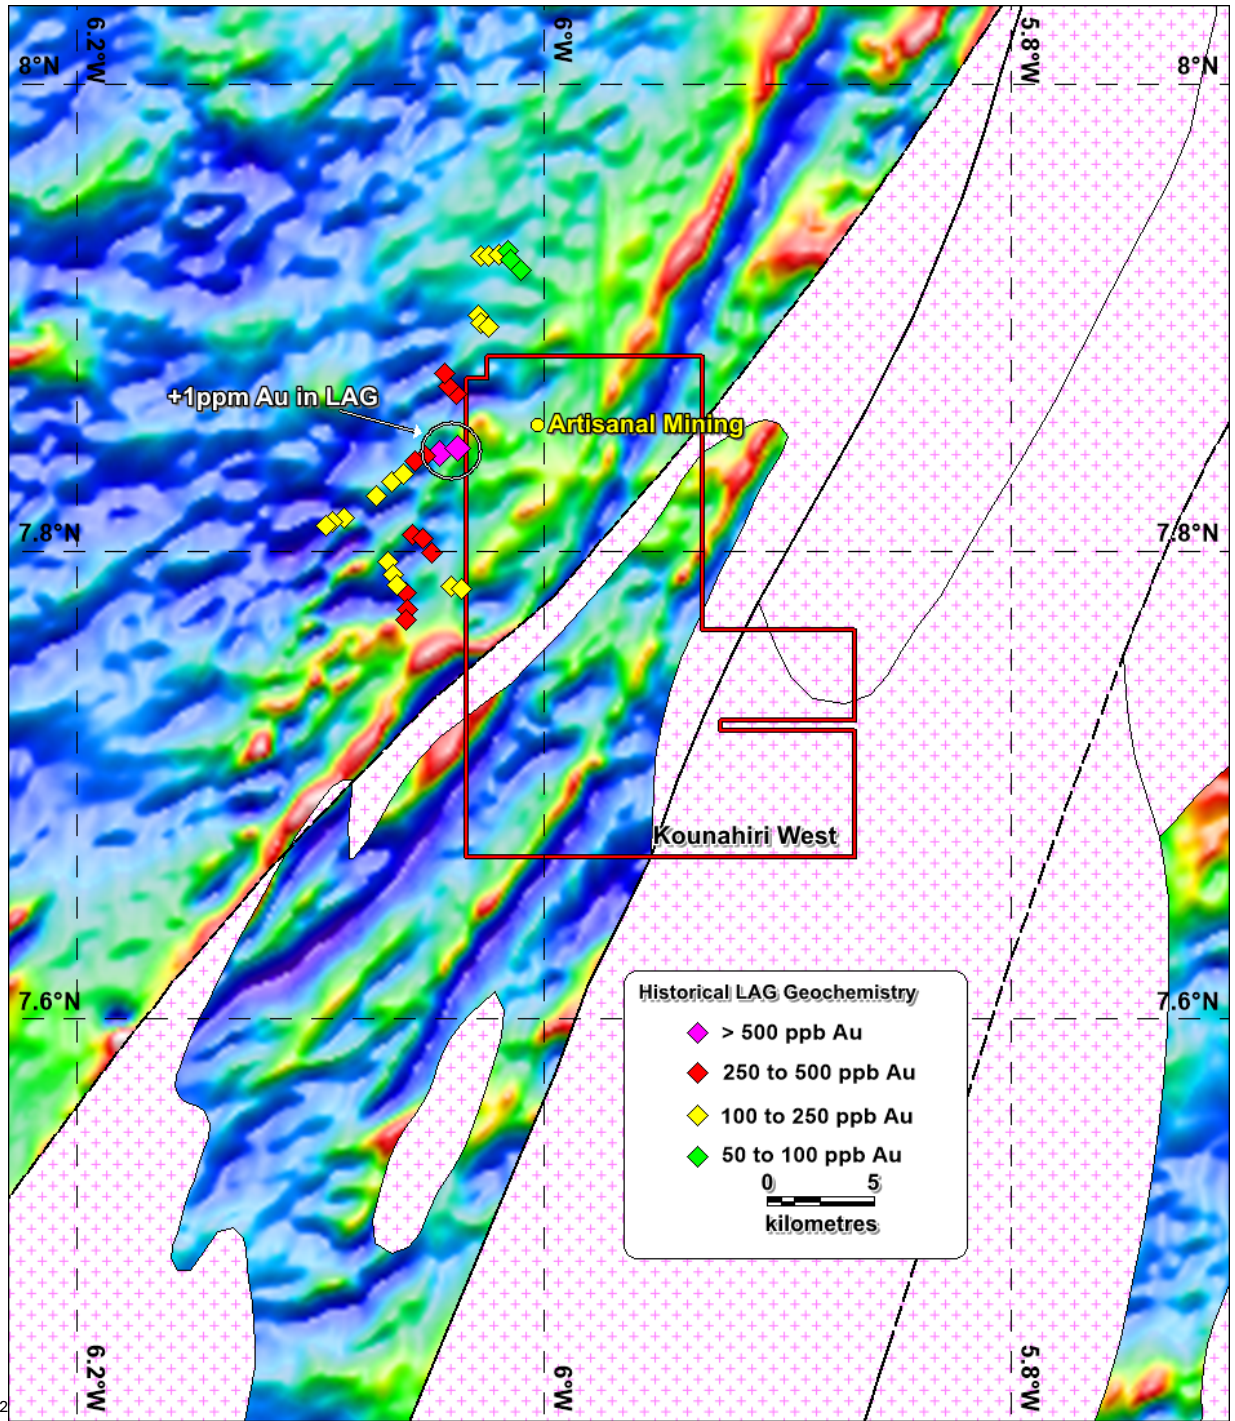 6.2°W
6°W
5.8°W
8°N
8°N
+1ppm Au in LAG
Artisanal Mining
7.8°N
7.8°N
Kounahiri West
7.6°N
7.6°N
Historical LAG Geochemistry
> 500 ppb Au
250 to 500 ppb Au
100 to 250 ppb Au
50 to 100 ppb Au
0 5
kilometres
6.2°W
6°W
5.8°W
2